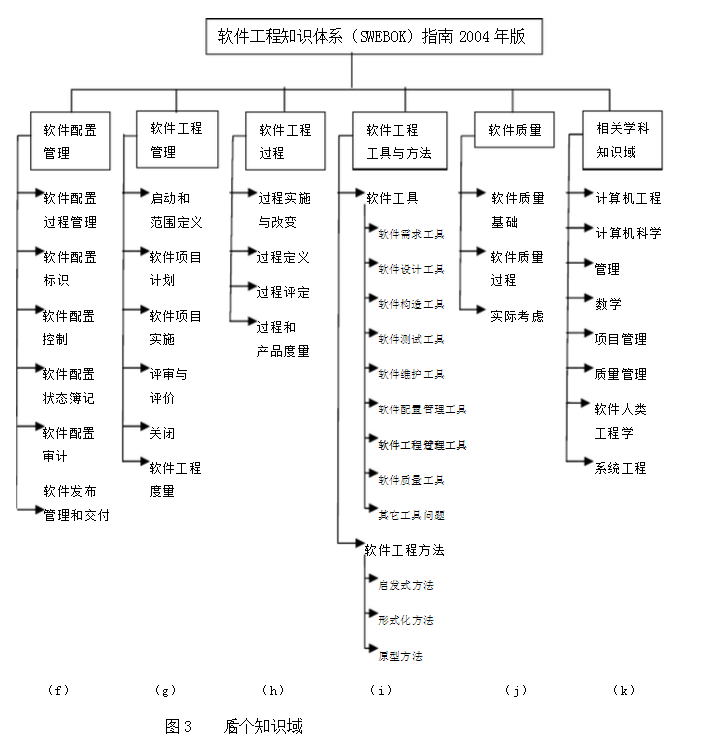 软件工程知识体系（SWEBOK）指南 2004 年版
软件配置
管理
软件配置
过程管理
软件配置
标识
软件配置
控制
软件配置
状态簿记
软件配置
审计
软件发布
管理和交付
（f）
软件工程
管理
启动和
范围定义
软件项目
计划
软件项目
实施
评审与
评价
关闭
软件工程
度量
（g）
软件工程
过程
过程实施
与改变
过程定义
过程评定
过程和
产品度量
（h）
软件工程
工具与方法
软件工具
软件需求工具
软件设计工具
软件构造工具
软件测试工具
软件维护工具
软件配置管理工具
软件工程管理工具
软件质量工具
其它工具问题
软件工程方法
启发式方法
形式化方法
原型方法
（i）
软件质量
软件质量
基础
软件质量
过程
实际考虑
（j）
相关学科
知识域
计算机工程
计算机科学
管理
数学
项目管理
质量管理
软件人类
工程学
系统工程
（k）
图 3 个知识域